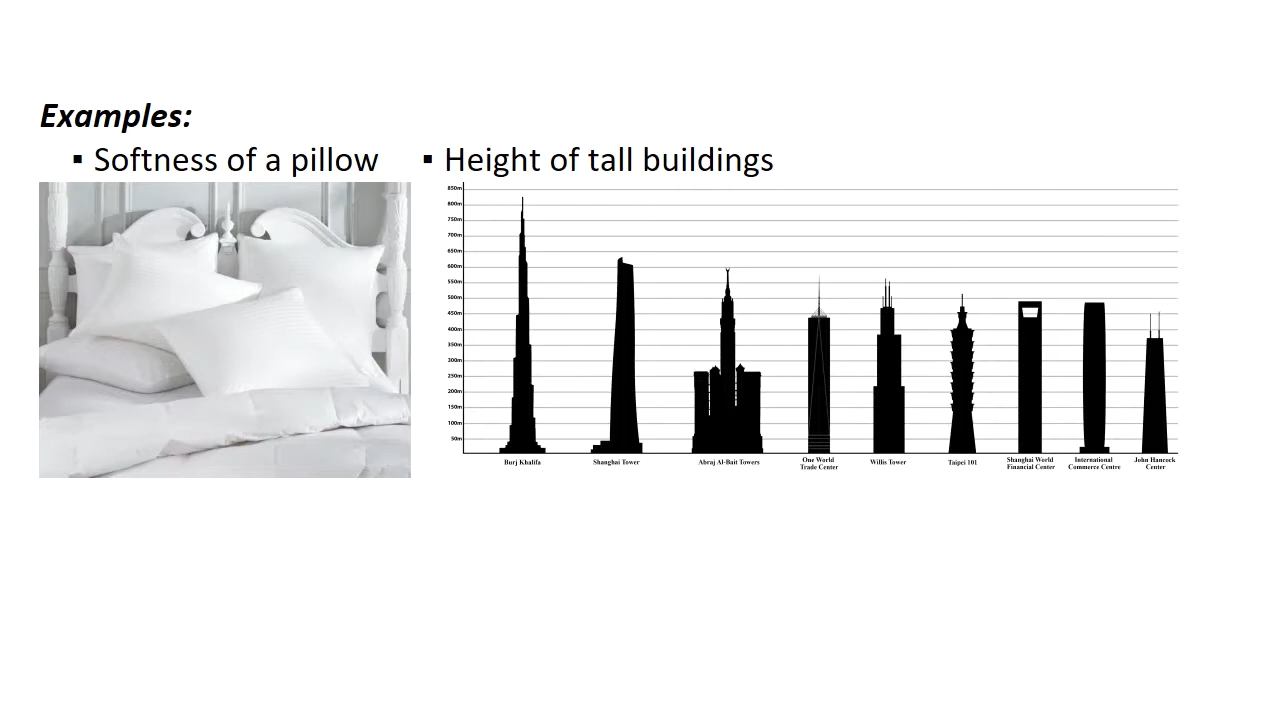 Examples:
▪ Softness of a pillow
▪ Height of tall buildings
850m
800m
750m
700m
650m
600m
550m
500m
450m
400m
350m
300m
250m
200m
150m
100m
50m
Burj Khalifa
Shanghai Tower
Abraj Al-Bait Towers
One World
Trade Center
Willis Tower
Taipei 101
Shanghai World
Financial Center
International
Commerce Centre
John Hancock
Center